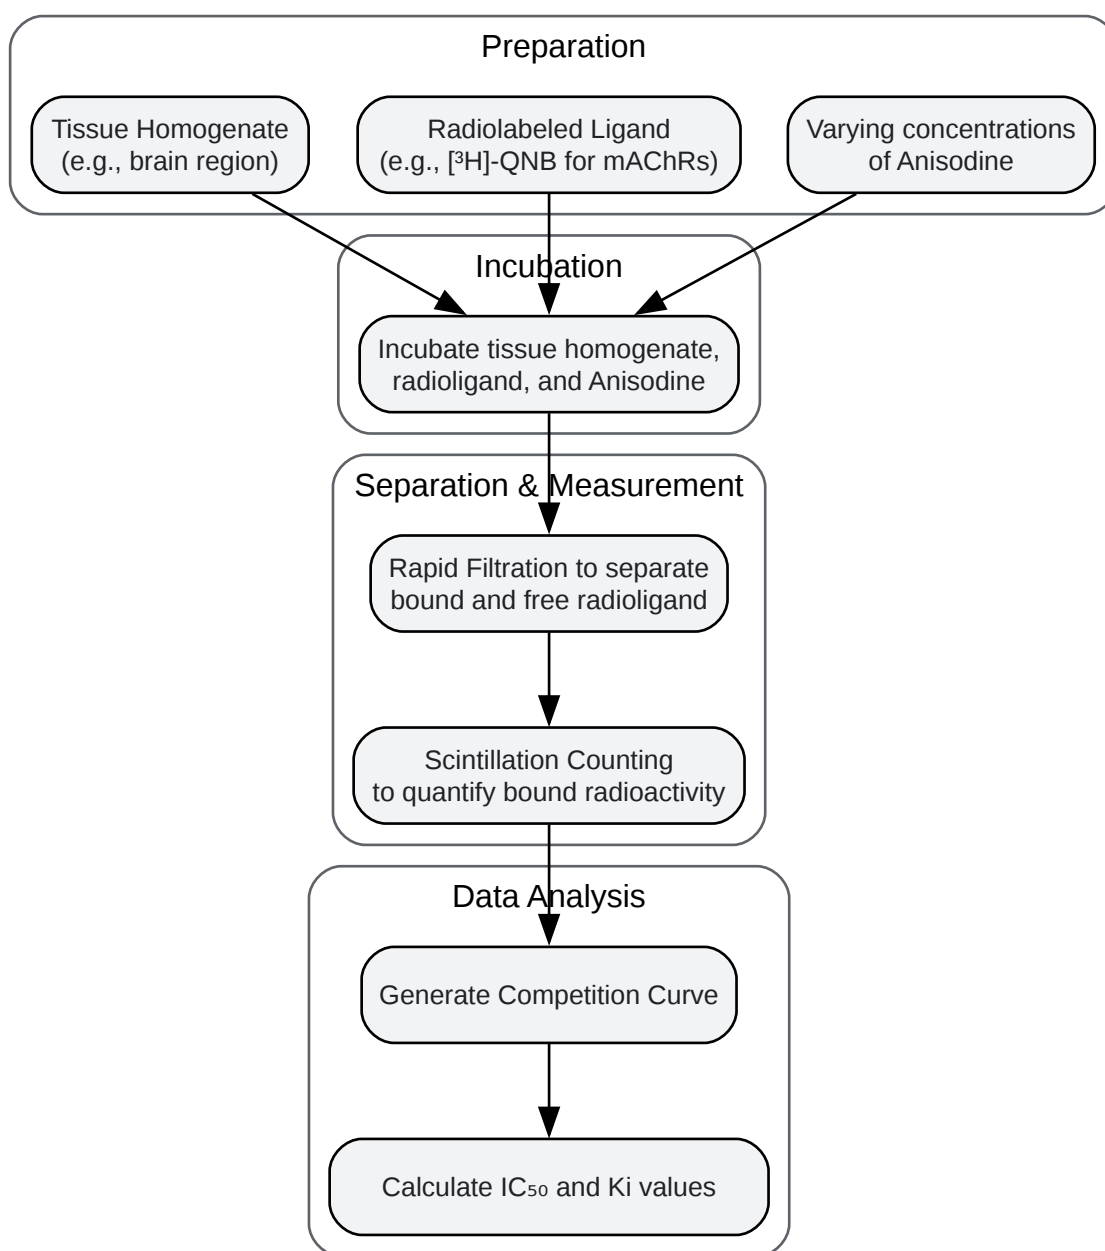 Preparation
Tissue Homogenate
(e.g., brain region)
Radiolabeled Ligand
(e.g., [³H]-QNB for mAChRs)
Varying concentrations
of Anisodine
Incubation
Incubate tissue homogenate,
radioligand, and Anisodine
Separation & Measurement
Rapid Filtration to separate
bound and free radioligand
Scintillation Counting
to quantify bound radioactivity
Data Analysis
Generate Competition Curve
Calculate IC₅₀ and Ki values